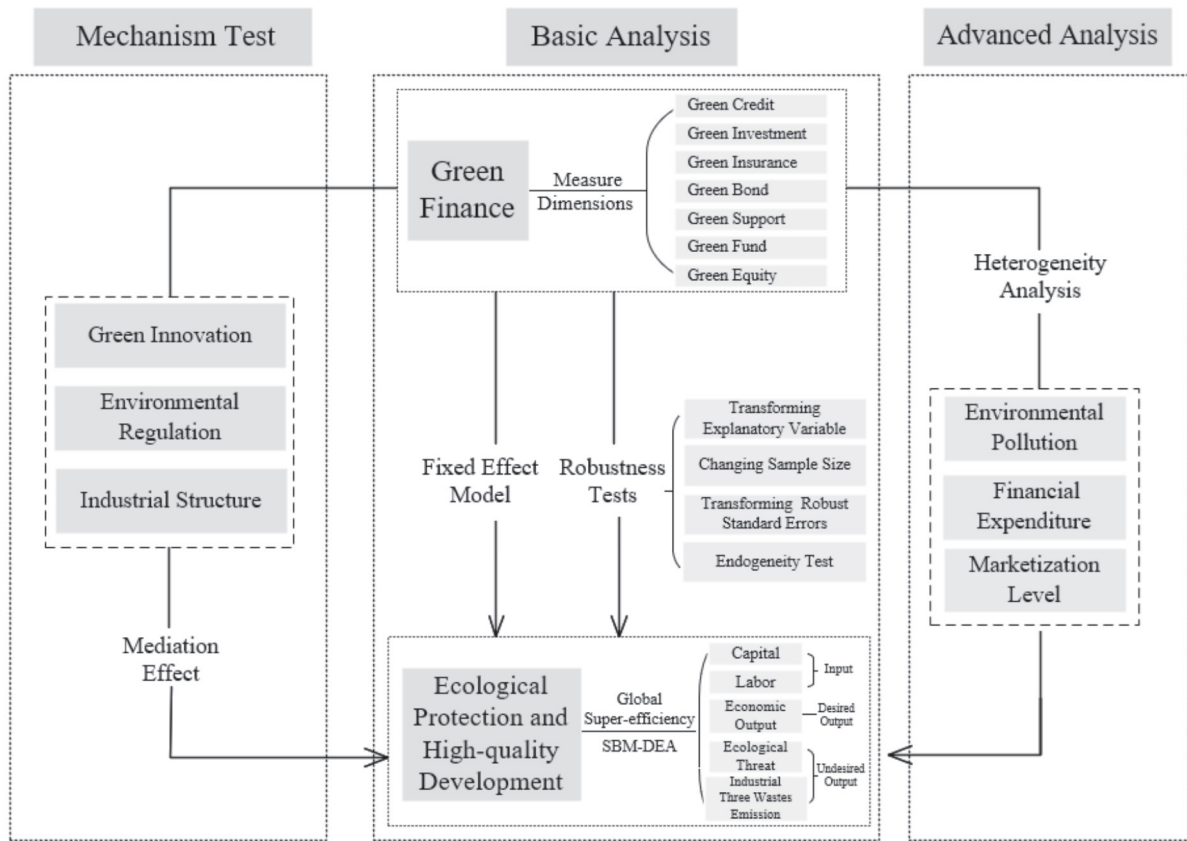 Mechanism Test
Basic Analysis
Advanced Analysis
Green
Finance
Measure
Dimensions
Green Credit
Green Investment
Green Insurance
Green Bond
Green Support
Green Fund
Green Equity
Heterogeneity
Analysis
Green Innovation
Environmental
Regulation
Industrial Structure
Mediation
Effect
Fixed Effect
Model
Robustness
Tests
Transforming
Explanatory Variable
Changing Sample Size
Transforming Robust
Standard Errors
Endogeneity Test
Environmental
Pollution
Financial
Expenditure
Marketization
Level
Ecological
Protection and
High-quality
Development
Global
Super-efficiency
SBM-DEA
Capital
Labor
Input
Economic
Output
Desired
Output
Ecological
Threat
Industrial
Three Wastes
Emission
Undesired
Output